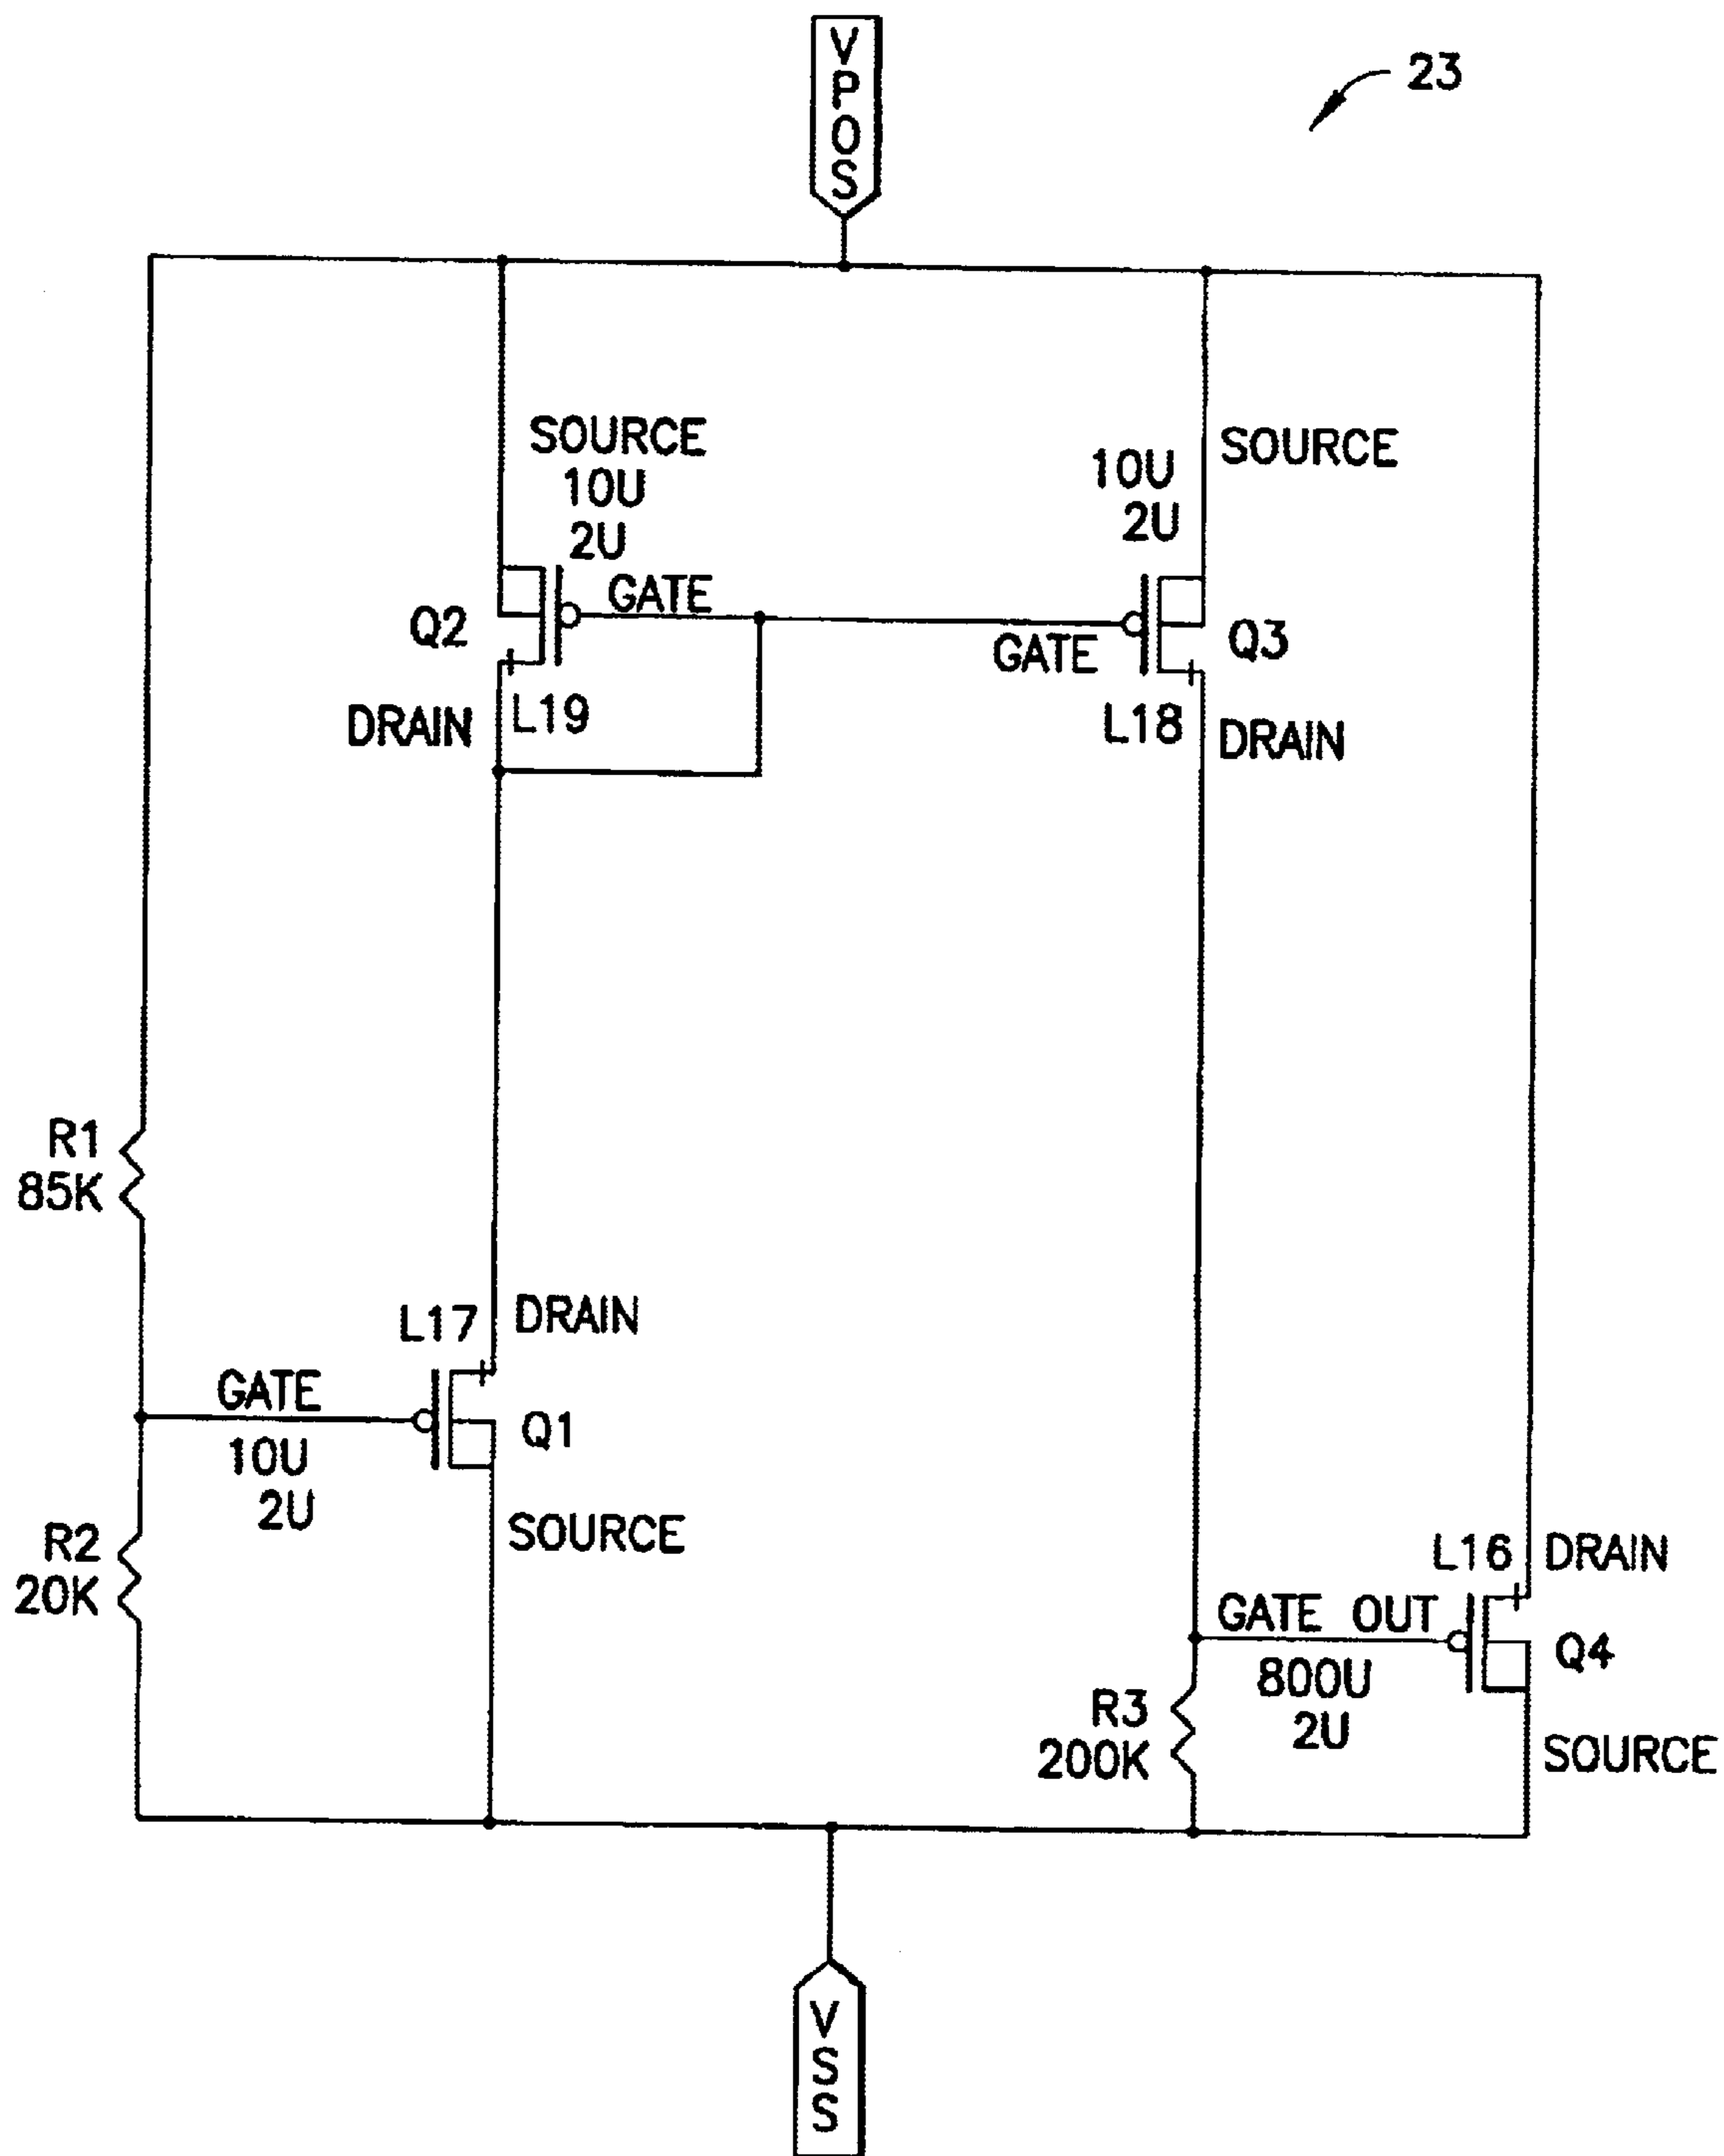 VPOS
23
SOURCE
10U
2U
SOURCE
10U
2U
Q2
GATE
GATE
Q3
DRAIN
L19
L18
DRAIN
R1
85K
L17
DRAIN
GATE
10U
2U
Q1
SOURCE
R2
20K
L16
DRAIN
GATE OUT
800U
2U
Q4
R3
200K
SOURCE
VSS